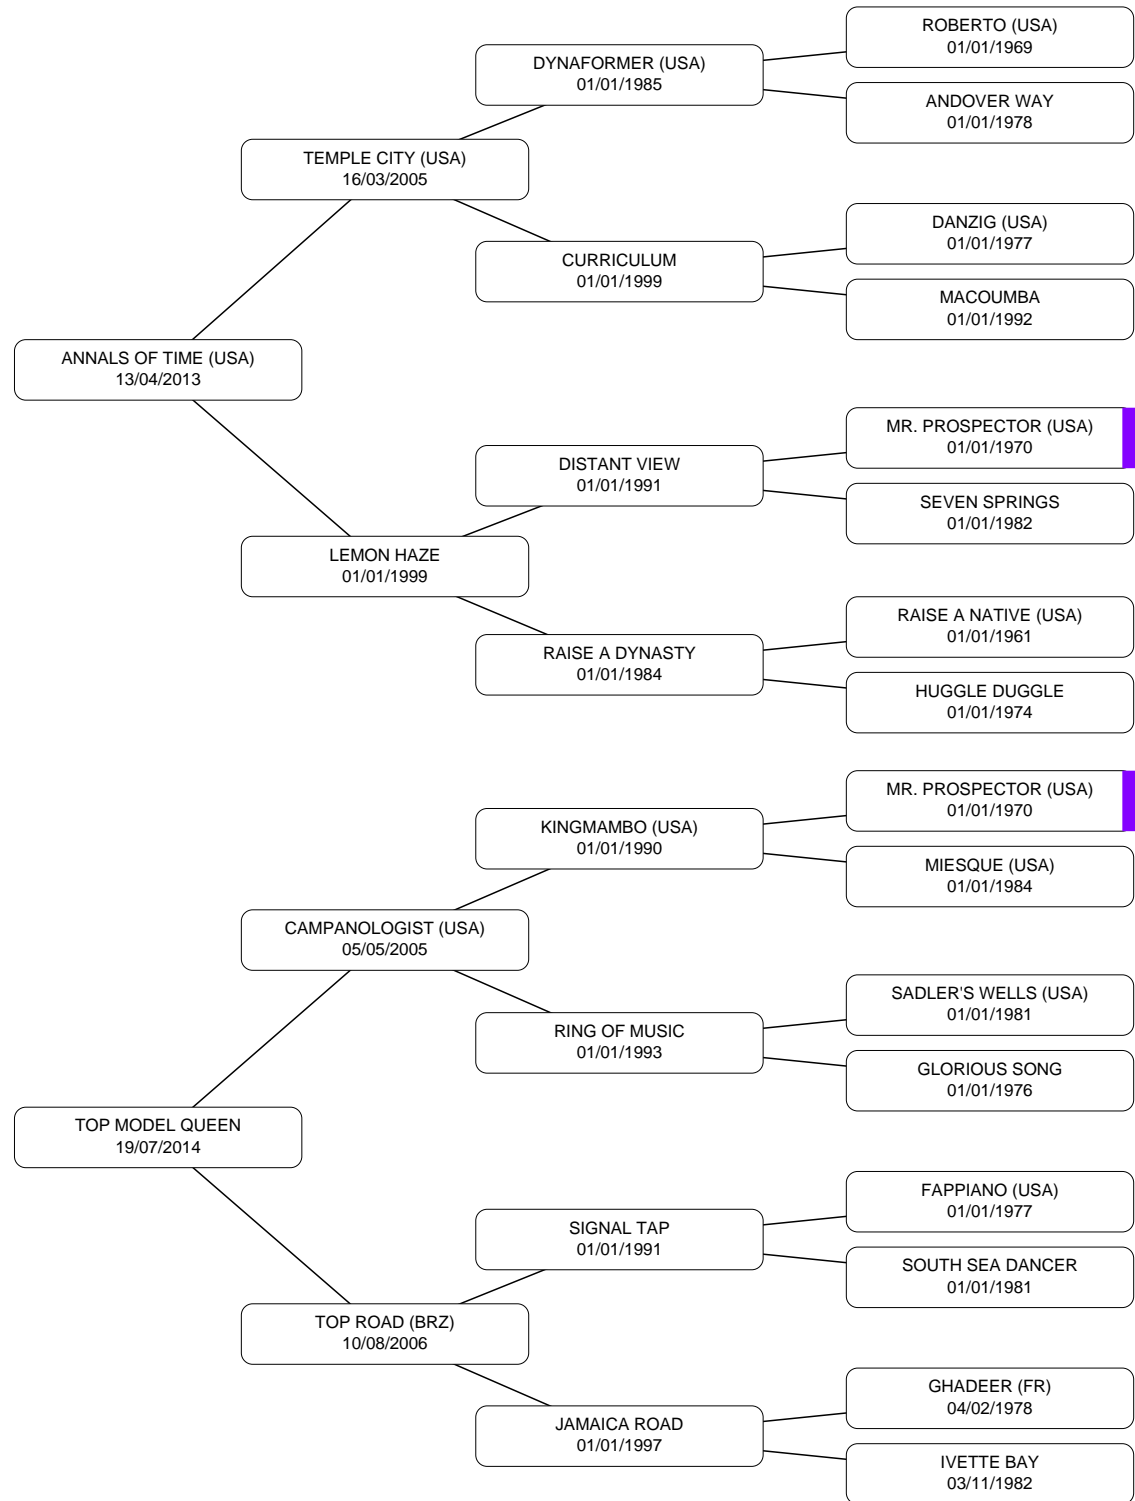 ROBERTO (USA)
01/01/1969
DYNAFORMER (USA)
01/01/1985
ANDOVER WAY
01/01/1978
TEMPLE CITY (USA)
16/03/2005
DANZIG (USA)
01/01/1977
CURRICULUM
01/01/1999
MACOUMBA
01/01/1992
ANNALS OF TIME (USA)
13/04/2013
MR. PROSPECTOR (USA)
01/01/1970
DISTANT VIEW
01/01/1991
SEVEN SPRINGS
01/01/1982
LEMON HAZE
01/01/1999
RAISE A NATIVE (USA)
01/01/1961
RAISE A DYNASTY
01/01/1984
HUGGLE DUGGLE
01/01/1974
MR. PROSPECTOR (USA)
01/01/1970
KINGMAMBO (USA)
01/01/1990
MIESQUE (USA)
01/01/1984
CAMPANOLOGIST (USA)
05/05/2005
SADLER'S WELLS (USA)
01/01/1981
RING OF MUSIC
01/01/1993
GLORIOUS SONG
01/01/1976
TOP MODEL QUEEN
19/07/2014
FAPPIANO (USA)
01/01/1977
SIGNAL TAP
01/01/1991
SOUTH SEA DANCER
01/01/1981
TOP ROAD (BRZ)
10/08/2006
GHADEER (FR)
04/02/1978
JAMAICA ROAD
01/01/1997
IVETTE BAY
03/11/1982